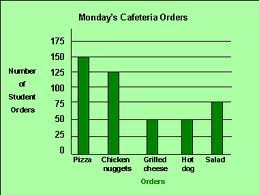 Monday's Cafeteria Orders
Number
of
Student
Orders
175
150
125
100
75
50
25
0
Pizza Chicken nuggets Grilled cheese Hot dog Salad
Orders